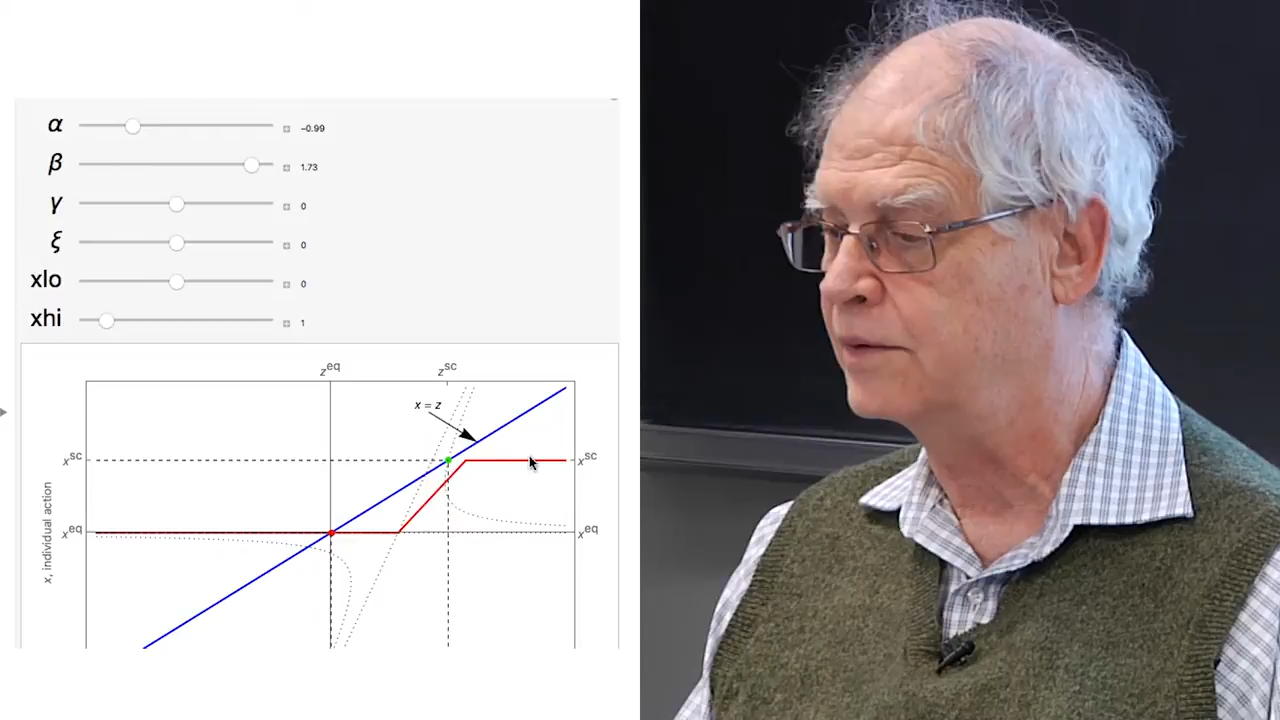 α −0.99
β 1.73
γ 0
ξ 0
xlo 0
xhi 1
z^eq z^sc
x = z
x^sc x^sc
x^eq x^eq
x, individual action